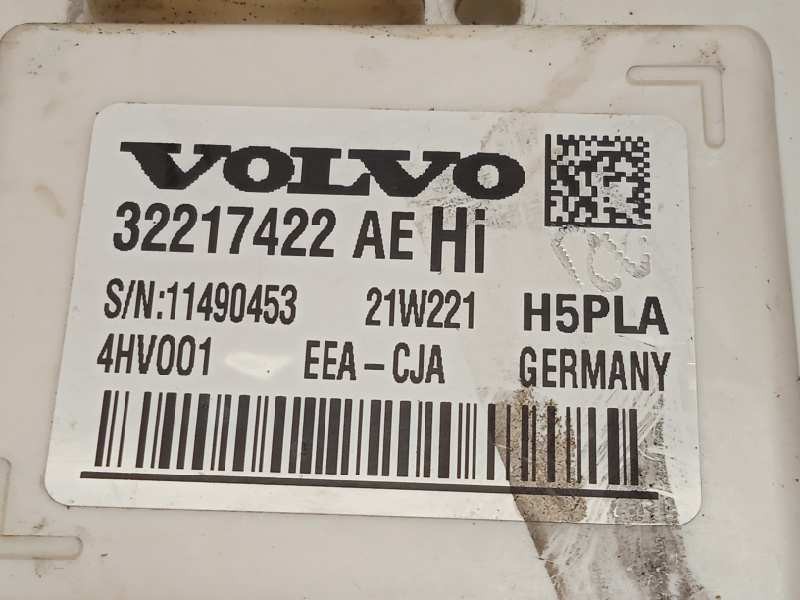 VOLVO
32217422 AE Hi
S/N:11490453 21W221 H5PLA
4HV001 EEA-CJA GERMANY